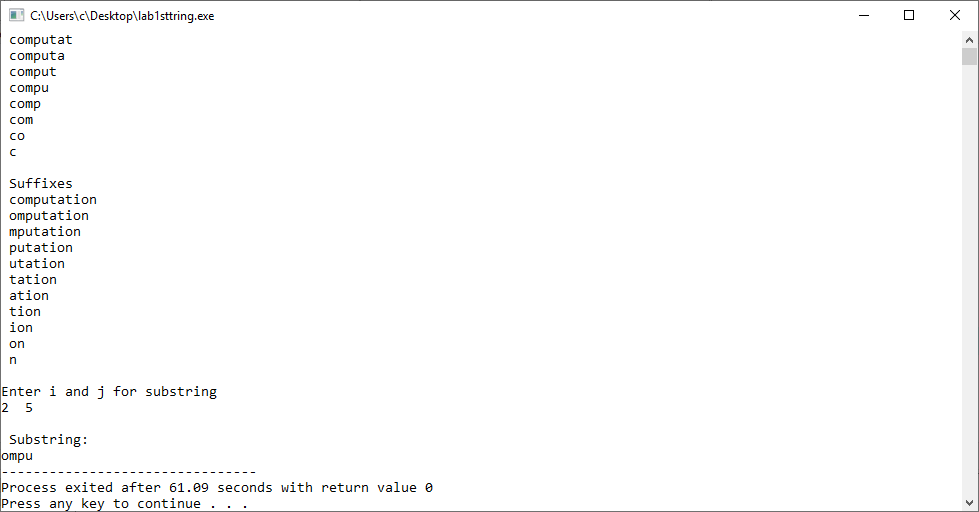 C:\Users\c\Desktop\lab1sttring.exe
computat
computa
comput
compu
comp
com
co
c
Suffixes
computation
omputation
mputation
putation
utation
tation
ation
tion
ion
on
n
Enter i and j for substring
2  5
Substring:
ompu
--------------------------------
Process exited after 61.09 seconds with return value 0
Press any key to continue . . .